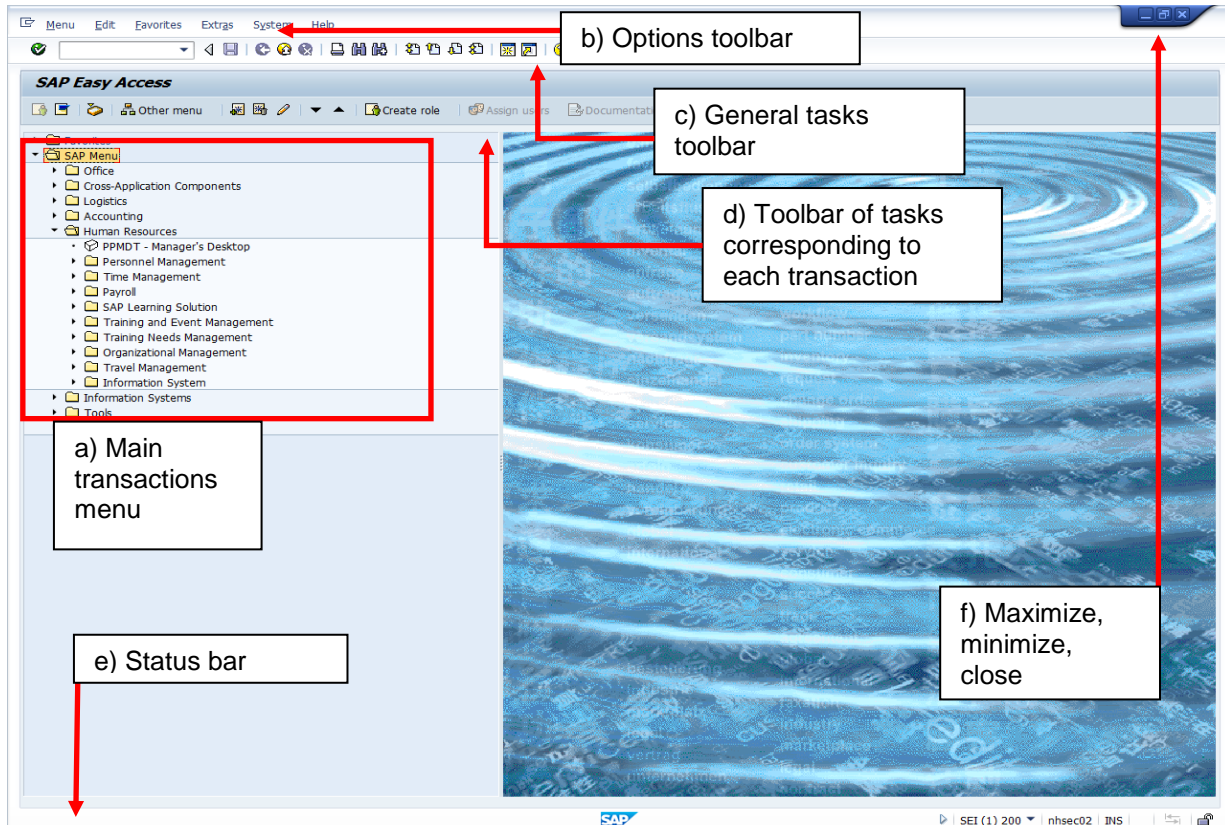 Menu Edit Favorites Extras System Help
b) Options toolbar
SAP Easy Access
Other menu Create role Assign users
c) General tasks
toolbar
Favorites
SAP Menu
Office
Cross-Application Components
Logistics
Accounting
Human Resources
PPMDT - Manager's Desktop
Personnel Management
Time Management
Payroll
SAP Learning Solution
Training and Event Management
Training Needs Management
Organizational Management
Travel Management
Information System
Information Systems
Tools
d) Toolbar of tasks
corresponding to
each transaction
a) Main
transactions
menu
e) Status bar
f) Maximize,
minimize,
close
international
marketplace
vertrag
SAP
SEI (1) 200 nhsec02 INS